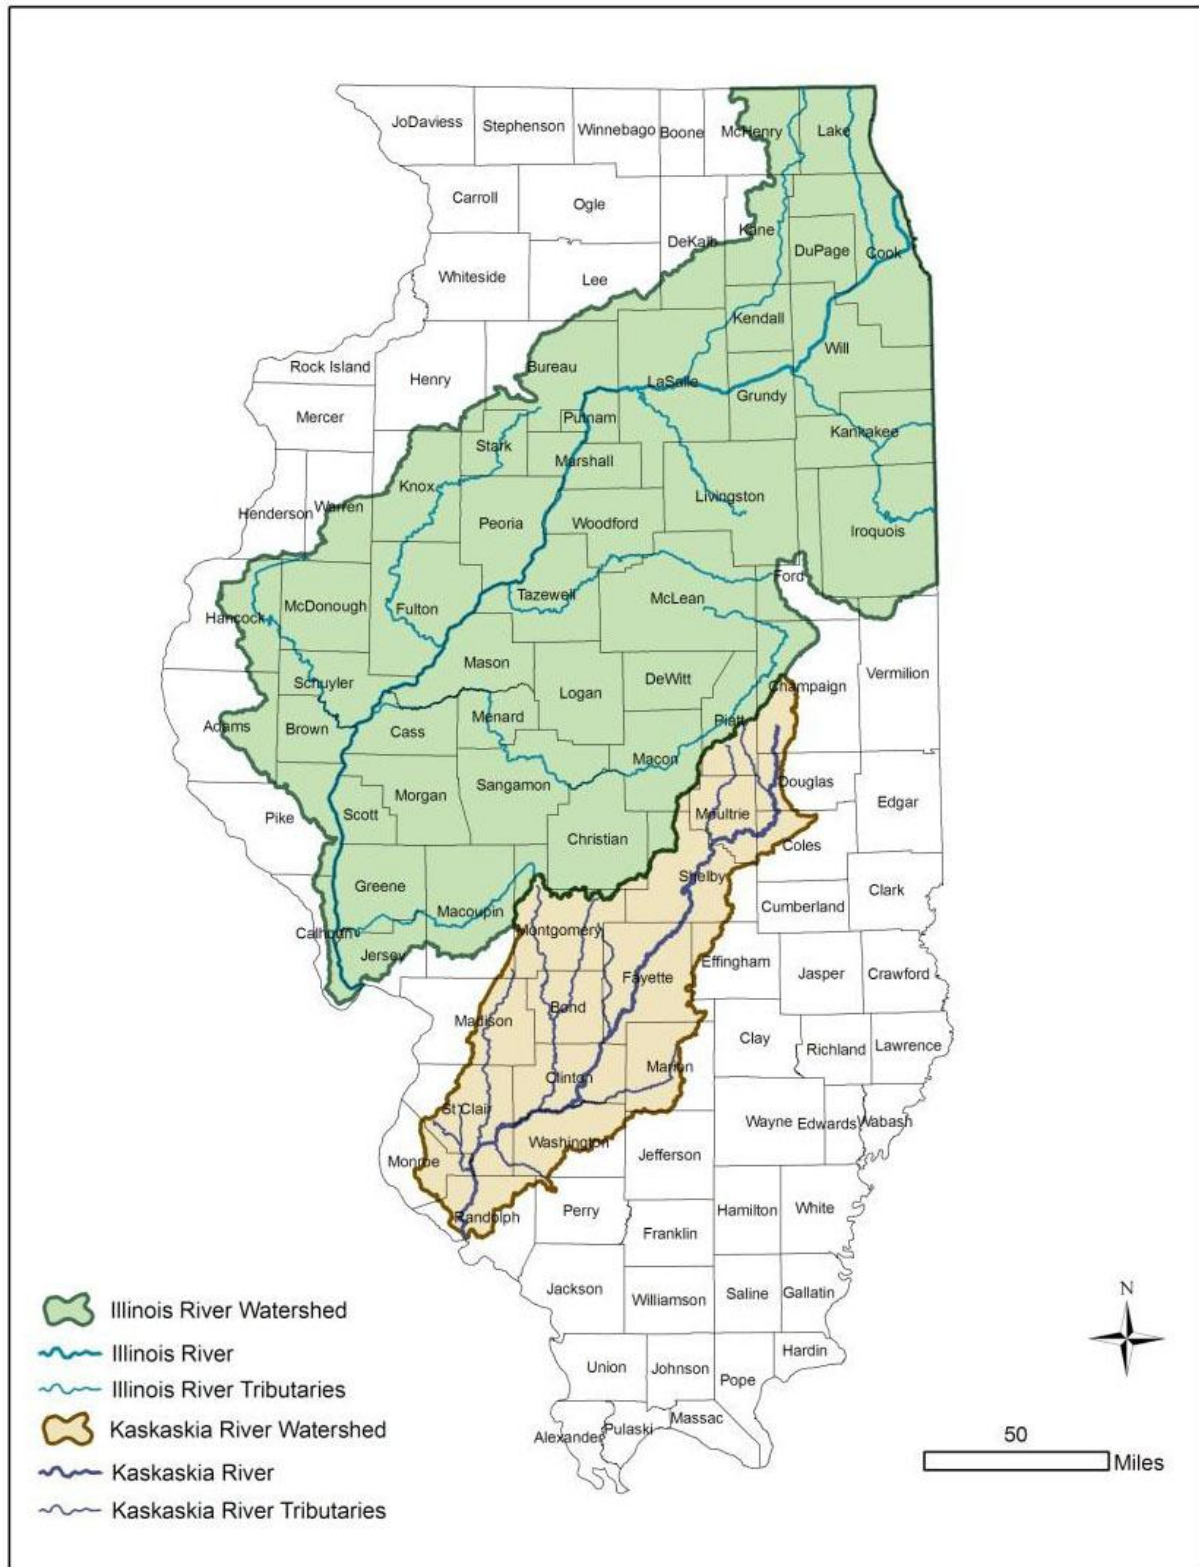 JoDaviess
Stephenson
Winnebago
Boone
McHenry
Lake
Carroll
Ogle
DeKalb
Kane
DuPage
Cook
Whiteside
Lee
Kendall
Will
Rock Island
Henry
Bureau
LaSalle
Grundy
Mercer
Putnam
Kankakee
Stark
Marshall
Knox
Livingston
Henderson
Warren
Peoria
Woodford
Iroquois
Ford
Hancock
McDonough
Fulton
Tazewell
McLean
Mason
Schuyler
Logan
DeWitt
Champaign
Vermilion
Adams
Brown
Cass
Menard
Piatt
Macon
Sangamon
Douglas
Morgan
Edgar
Pike
Scott
Moultrie
Christian
Coles
Shelby
Greene
Clark
Cumberland
Macoupin
Calhoun
Montgomery
Jersey
Effingham
Fayette
Jasper
Crawford
Bond
Madison
Clay
Richland
Lawrence
Marion
Clinton
St Clair
Wayne
Edwards
Wabash
Washington
Jefferson
Monroe
Randolph
Perry
Hamilton
White
Franklin
Jackson
Williamson
Saline
Gallatin
Hardin
Union
Johnson
Pope
Massac
Alexander
Pulaski
Illinois River Watershed
Illinois River
Illinois River Tributaries
Kaskaskia River Watershed
Kaskaskia River
Kaskaskia River Tributaries
N
50
Miles